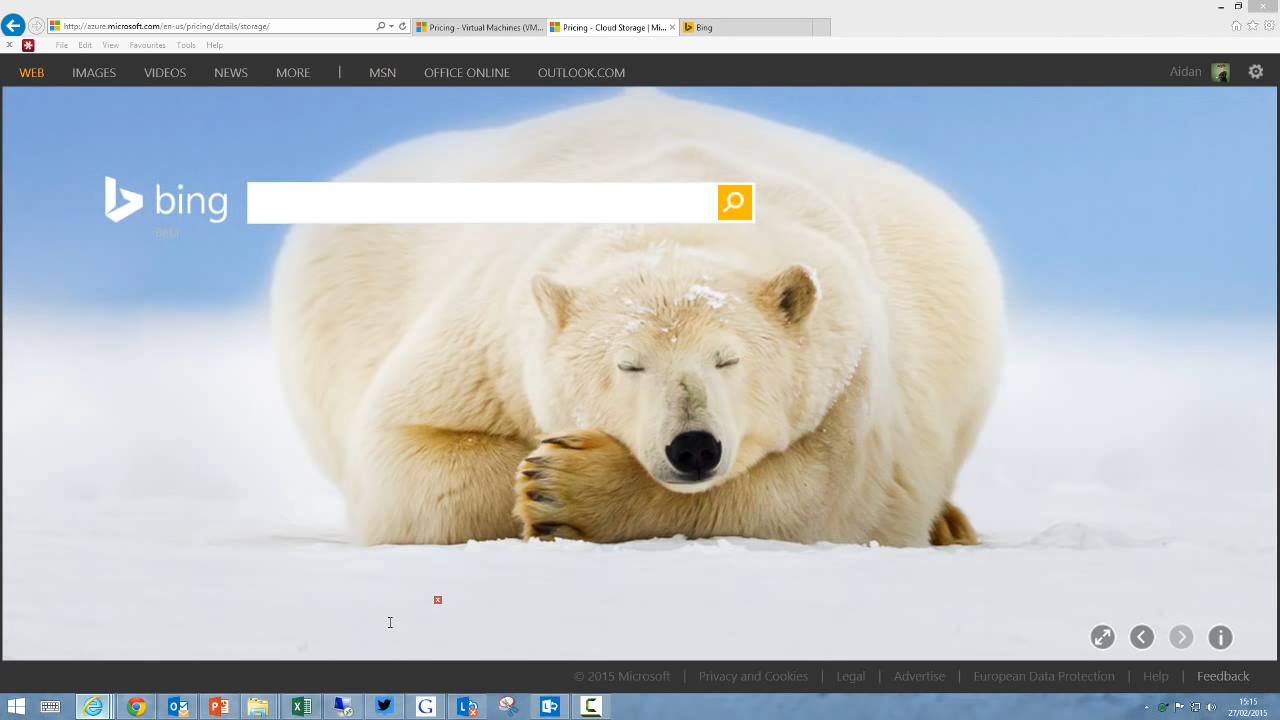 http://azure.microsoft.com/en-us/pricing/details/storage/
Pricing - Virtual Machines (VM...
Pricing - Cloud Storage | Mi...
Bing
File Edit View Favourites Tools Help
WEB IMAGES VIDEOS NEWS MORE | MSN OFFICE ONLINE OUTLOOK.COM Aidan
bing
Beta
© 2015 Microsoft | Privacy and Cookies | Legal | Advertise | European Data Protection | Help | Feedback
15:15
27/02/2015